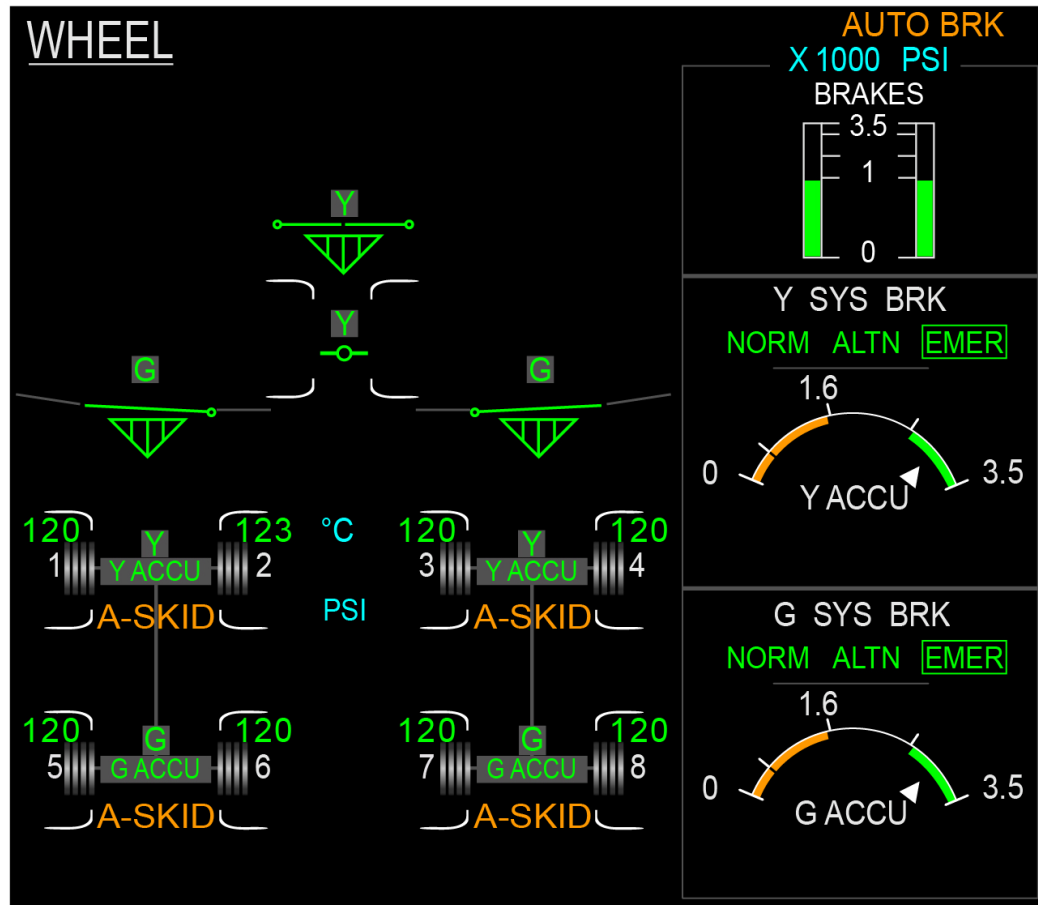 WHEEL
AUTO BRK
X 1000 PSI
BRAKES
3.5
1
0
Y
Y
G G
Y SYS BRK
NORM ALTN EMER
1.6
0 3.5
Y ACCU
120 123 °C 120 120
Y Y
1 Y ACCU 2 3 Y ACCU 4
A-SKID PSI A-SKID
G SYS BRK
NORM ALTN EMER
1.6
0 3.5
G ACCU
120 120 120 120
G G
5 G ACCU 6 7 G ACCU 8
A-SKID A-SKID